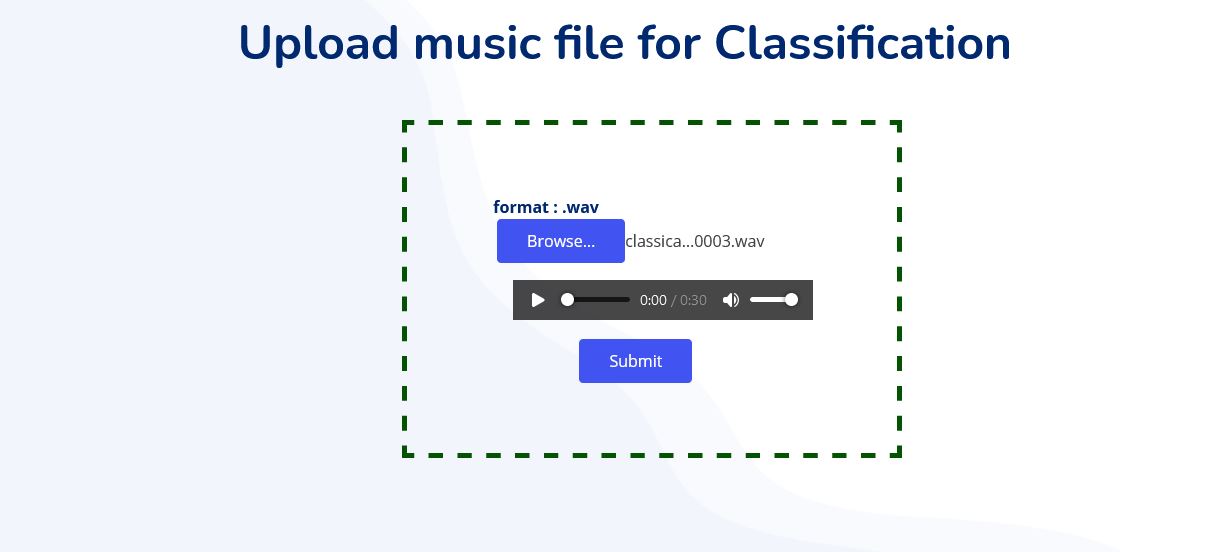 Upload music file for Classification
format : .wav
Browse... classica...0003.wav
0:00 / 0:30
Submit